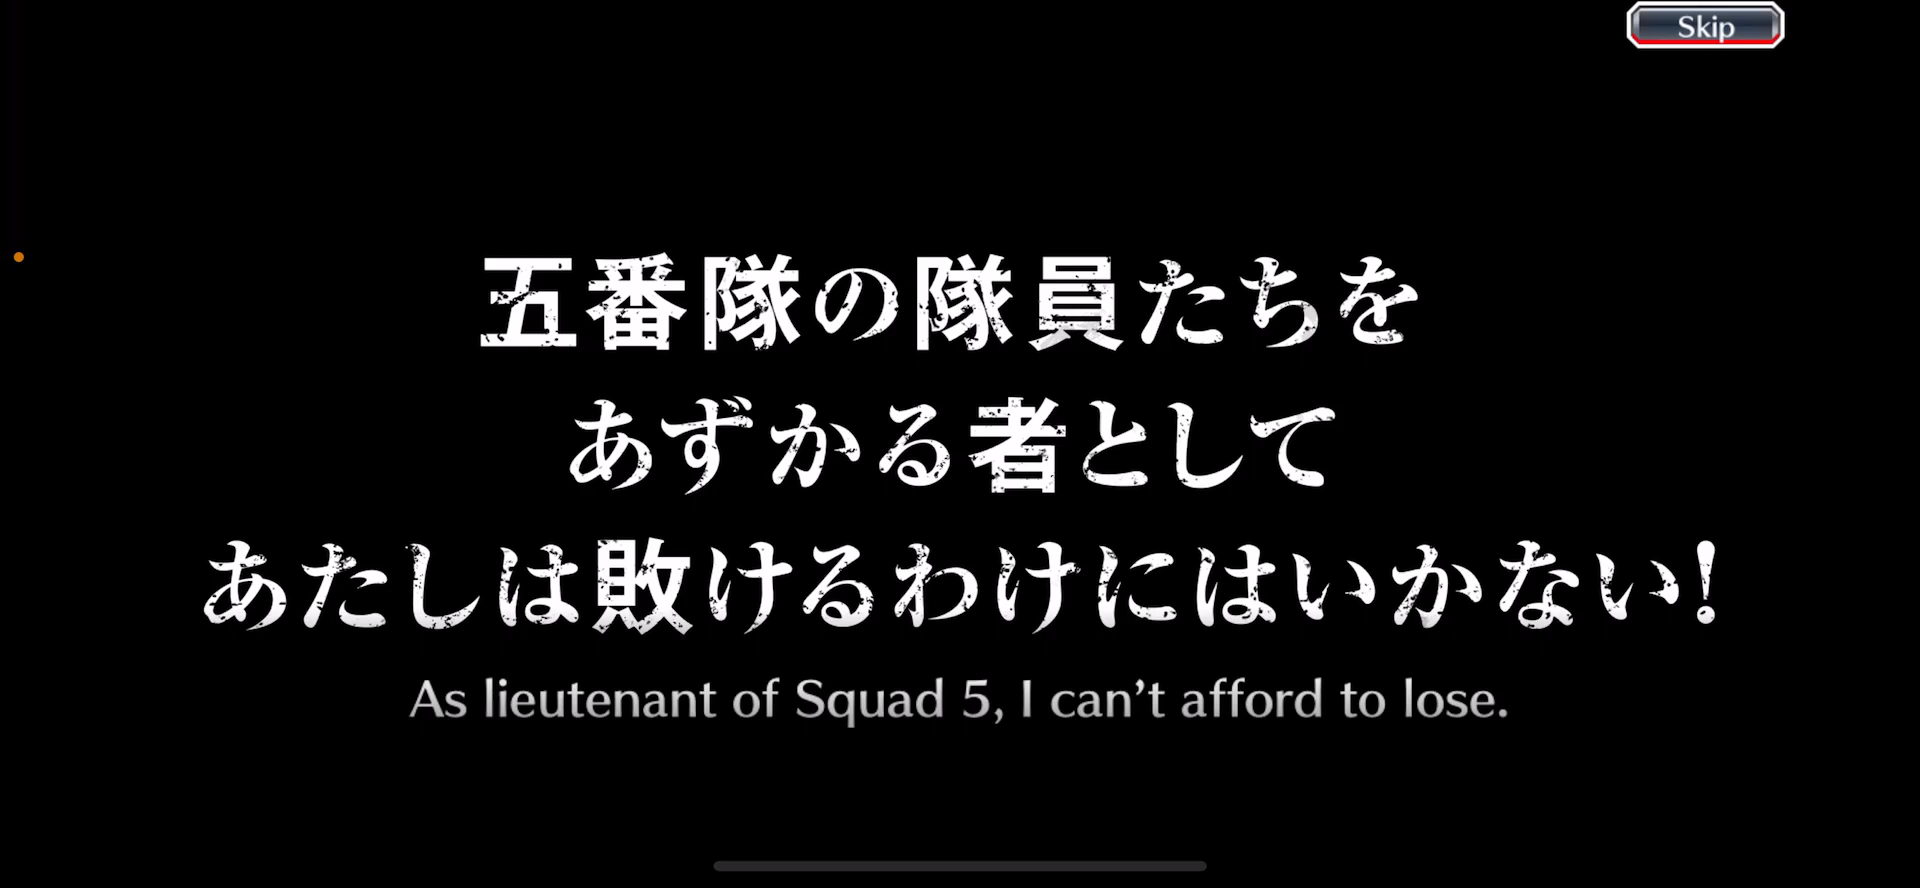 Skip
五番隊の隊員たちを
あずかる者として
あたしは敗けるわけにはいかない!
As lieutenant of Squad 5, I can't afford to lose.